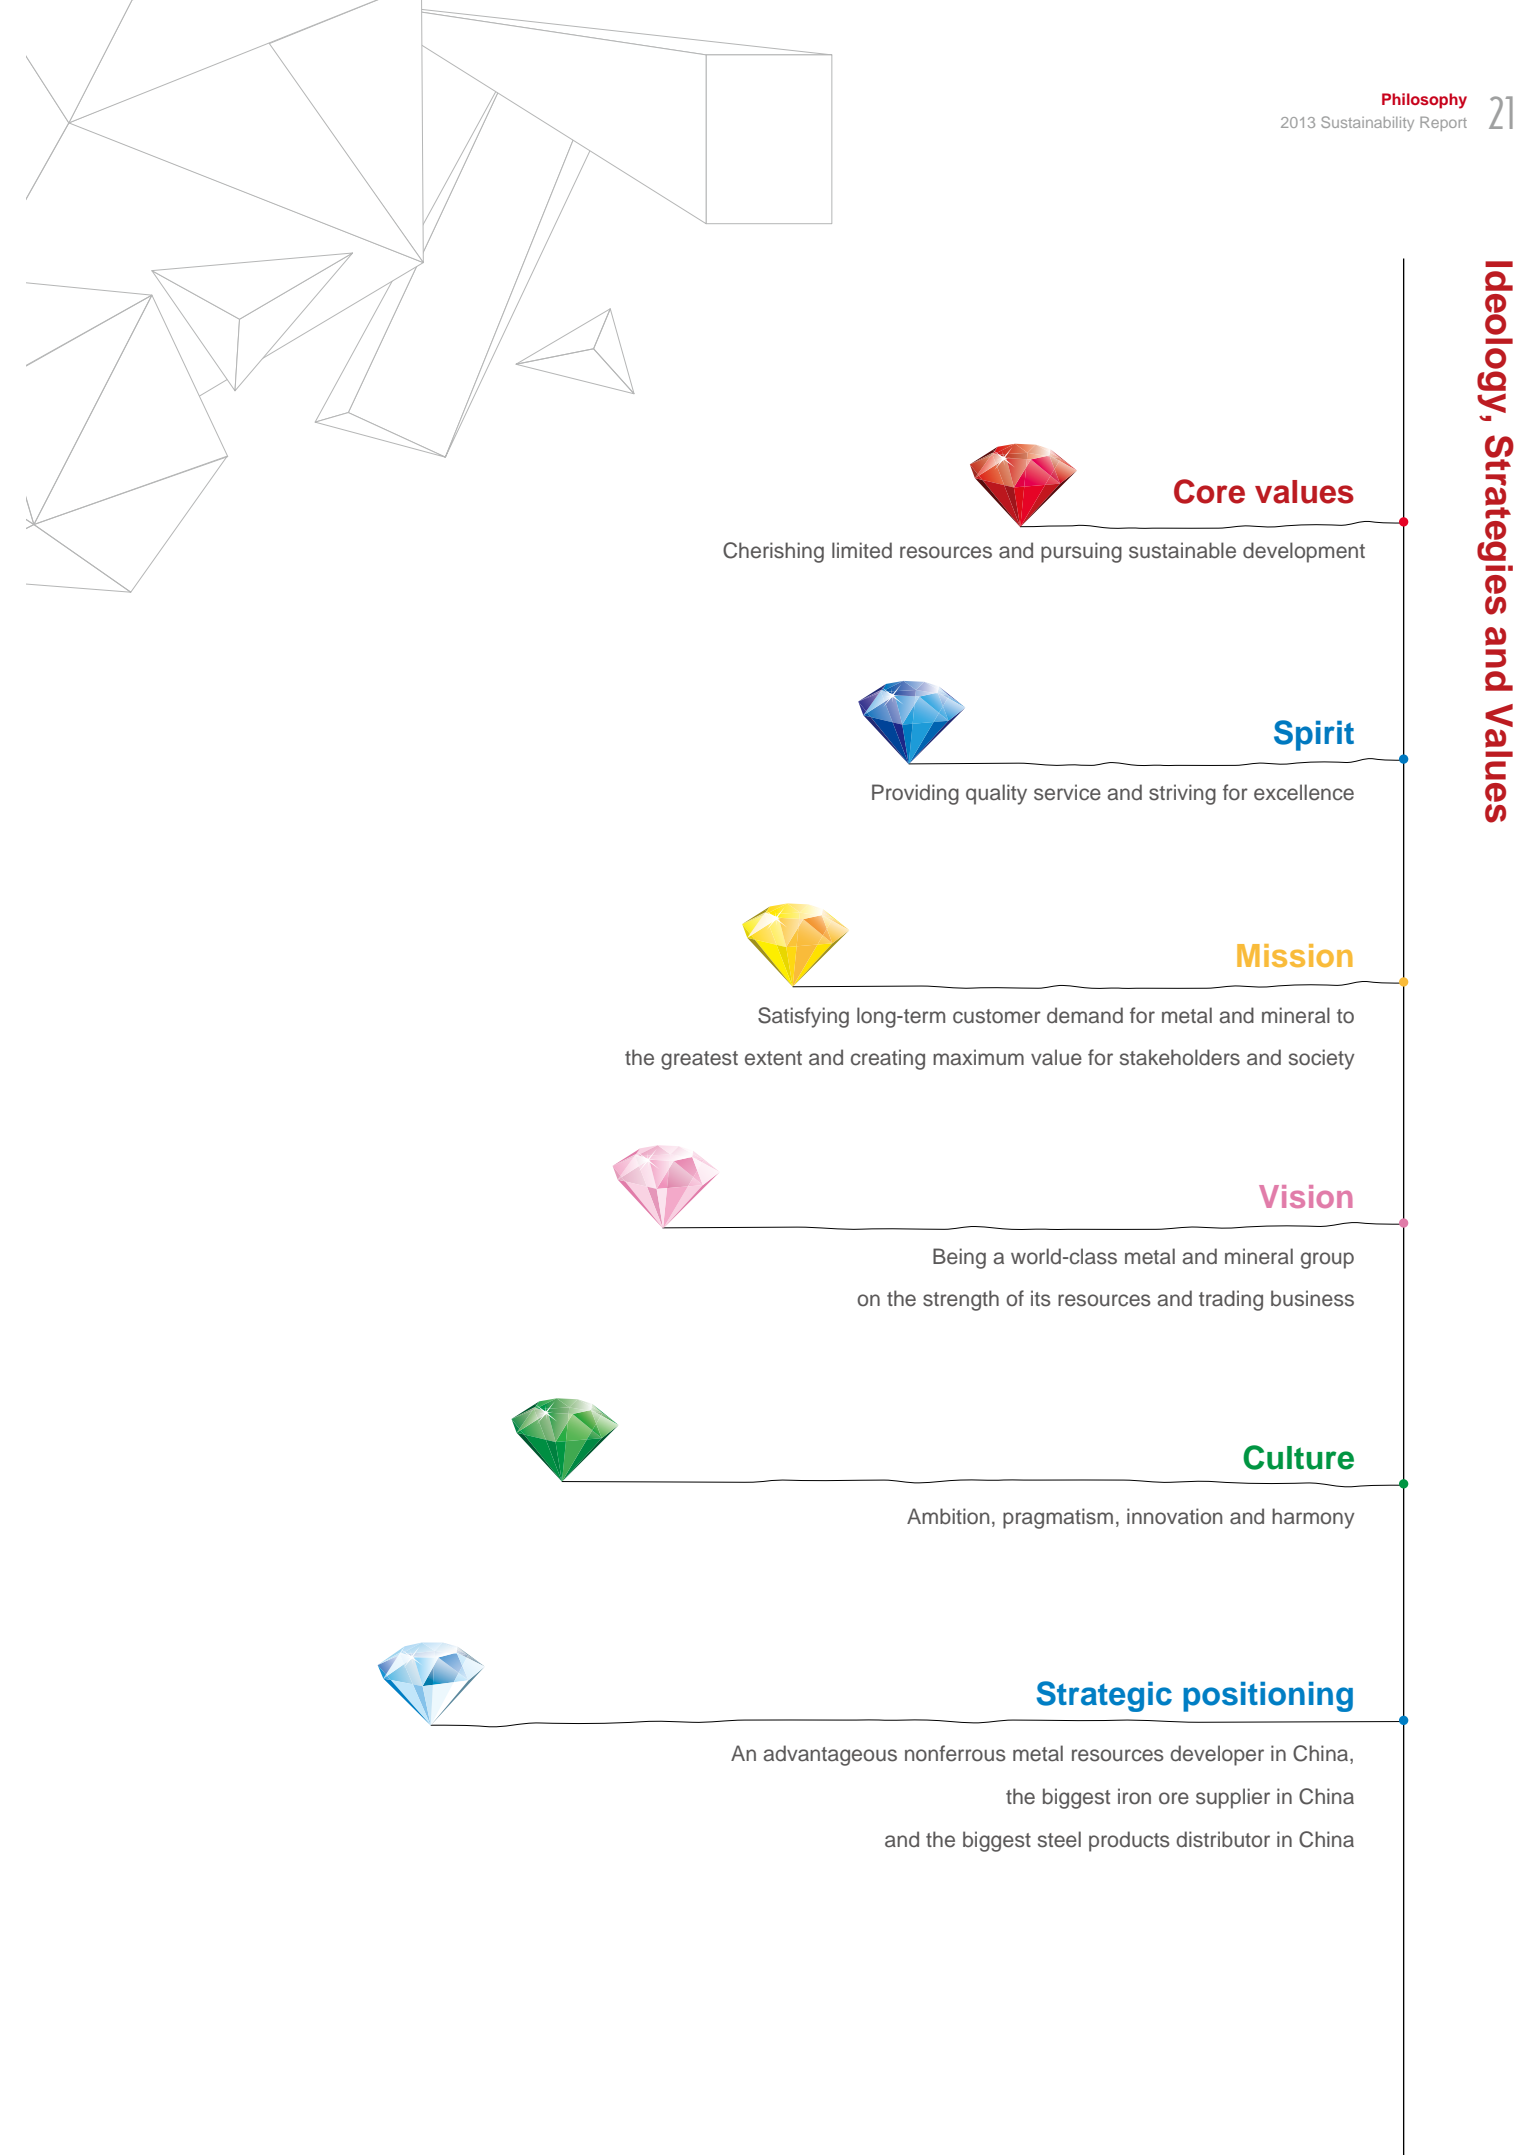 Philosophy
2013 Sustainability Report
21
Ideology, Strategies and Values
Core values
Cherishing limited resources and pursuing sustainable development
Spirit
Providing quality service and striving for excellence
Mission
Satisfying long-term customer demand for metal and mineral to
the greatest extent and creating maximum value for stakeholders and society
Vision
Being a world-class metal and mineral group
on the strength of its resources and trading business
Culture
Ambition, pragmatism, innovation and harmony
Strategic positioning
An advantageous nonferrous metal resources developer in China,
the biggest iron ore supplier in China
and the biggest steel products distributor in China